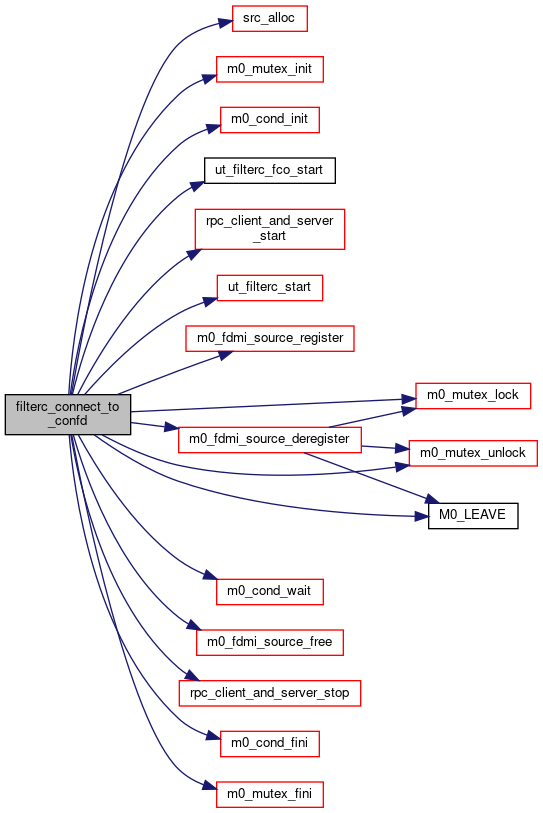 src_alloc
m0_mutex_init
m0_cond_init
ut_filterc_fco_start
rpc_client_and_server
_start
ut_filterc_start
m0_fdmi_source_register
filterc_connect_to
_confd
m0_mutex_lock
m0_fdmi_source_deregister
m0_mutex_unlock
M0_LEAVE
m0_cond_wait
m0_fdmi_source_free
rpc_client_and_server_stop
m0_cond_fini
m0_mutex_fini